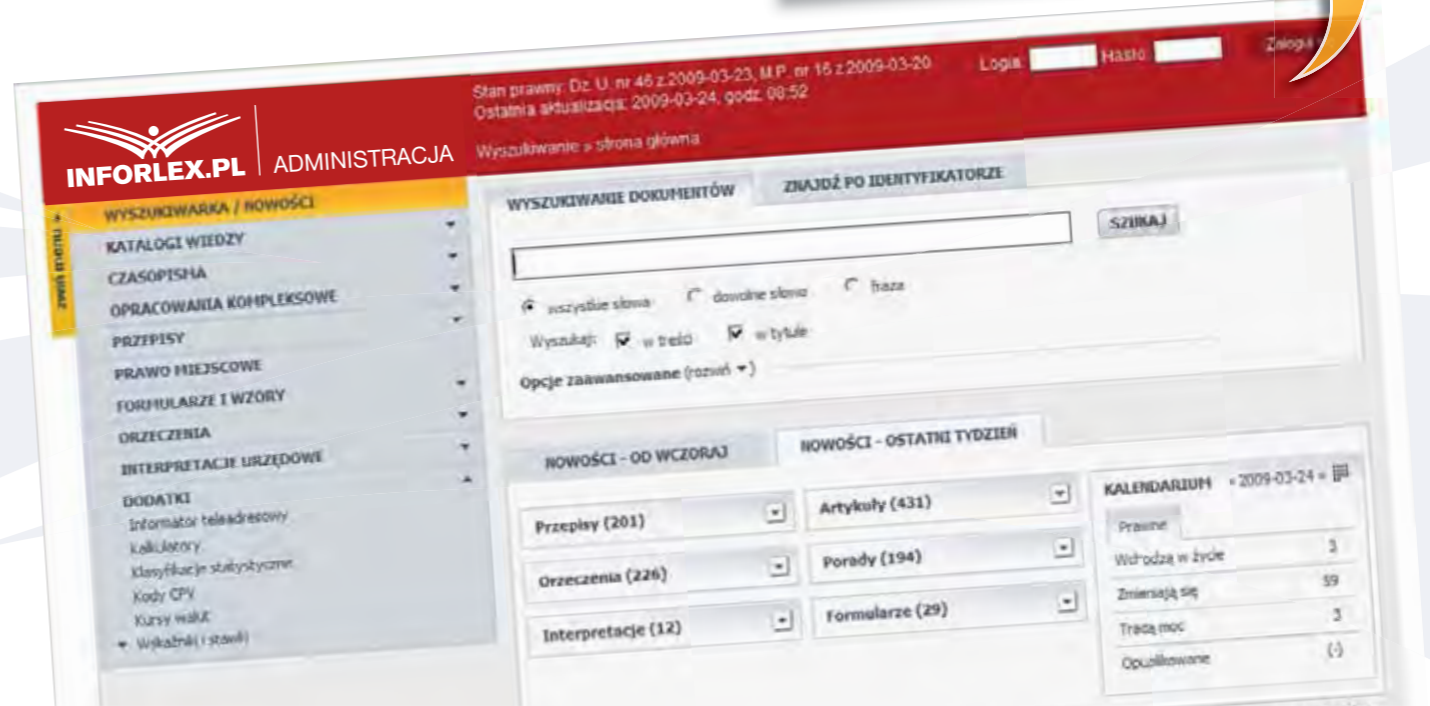 Stan prawny: Dz. U. nr 46 z 2009-03-23, M.P. nr 16 z 2009-03-20
Login Hasło
Ostatnia aktualizacja: 2009-03-24, godz. 08:52
INFORLEX.PL ADMINISTRACJA
Wyszukiwanie » strona główna
WYSZUKIWARKA / NOWOŚCI
KATALOGI WIEDZY
CZASOPISMA
OPRACOWANIA KOMPLEKSOWE
PRZEPISY
PRAWO MIEJSCOWE
FORMULARZE I WZORY
ORZECZENIA
INTERPRETACJE URZĘDOWE
DODATKI
Informator teleadresowy
Kalkulatory
Klasyfikacje statystyczne
Kody CPV
Kursy walut
Wskaźniki i stawki
WYSZUKIWANIE DOKUMENTÓW ZNAJDŹ PO IDENTYFIKATORZE
SZUKAJ
wszystkie słowa dowolne słowa fraza
Wyszukaj: w treści w tytule
Opcje zaawansowane (rozwiń)
NOWOŚCI - OD WCZORAJ NOWOŚCI - OSTATNI TYDZIEŃ
Przepisy (201) Artykuły (431)
Orzeczenia (226) Porady (194)
Interpretacje (12) Formularze (29)
KALENDARIUM « 2009-03-24 »
Prawne
Wchodzą w życie 3
Zmieniają się 59
Tracą moc 3
Opublikowane (-)